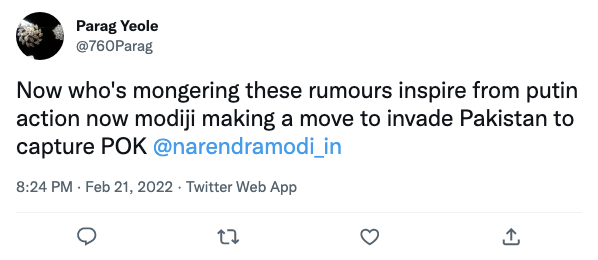 Parag Yeole
@760Parag
Now who's mongering these rumours inspire from putin
action now modiji making a move to invade Pakistan to
capture POK @narendramodi_in
8:24 PM · Feb 21, 2022 · Twitter Web App